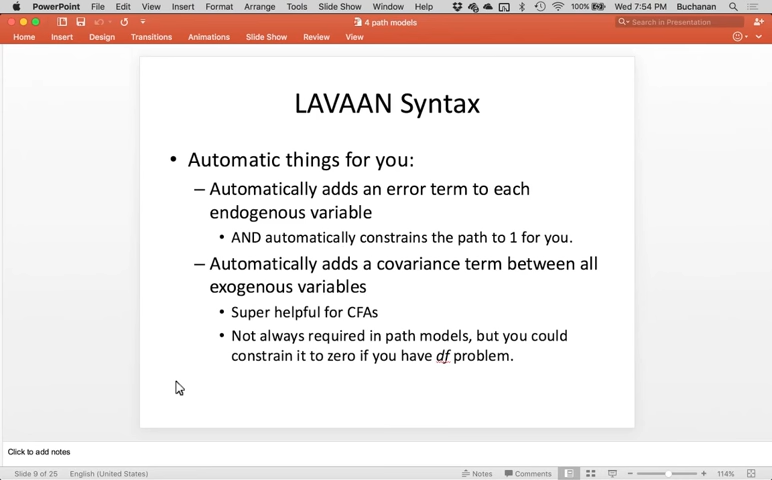 PowerPoint File Edit View Insert Format Arrange Tools Slide Show Window Help 100% Wed 7:54 PM Buchanan
4 path models
Search in Presentation
Home Insert Design Transitions Animations Slide Show Review View
LAVAAN Syntax
• Automatic things for you:
– Automatically adds an error term to each
endogenous variable
• AND automatically constrains the path to 1 for you.
– Automatically adds a covariance term between all
exogenous variables
• Super helpful for CFAs
• Not always required in path models, but you could
constrain it to zero if you have df problem.
Click to add notes
Slide 9 of 25 English (United States) Notes Comments 114%